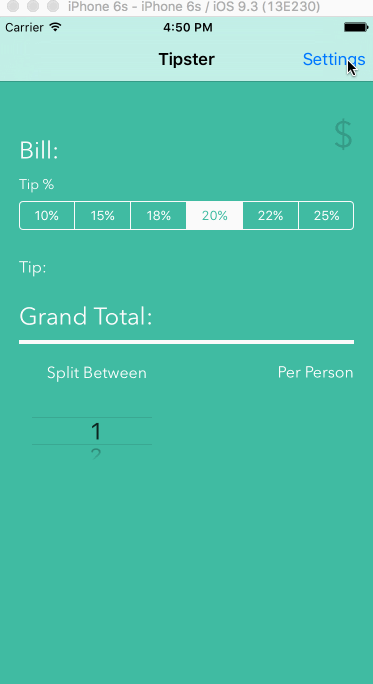 iPhone 6s - iPhone 6s / iOS 9.3 (13E230)
Carrier 4:50 PM
Tipster Settings
$
Bill:
Tip %
10% 15% 18% 20% 22% 25%
Tip:
Grand Total:
Split Between Per Person
1
2